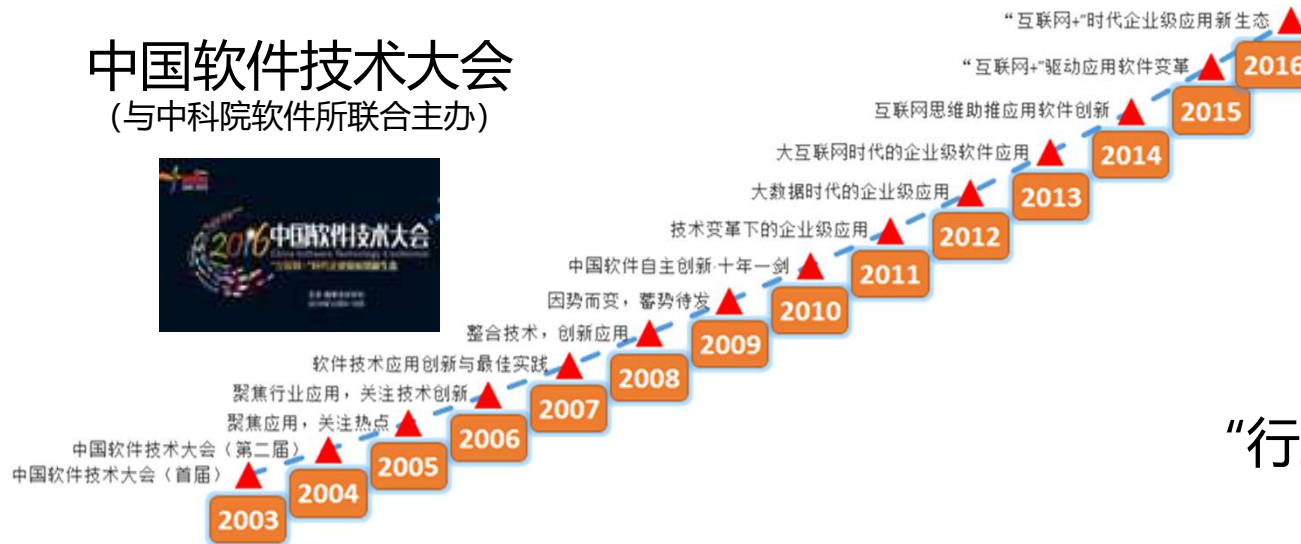 中国软件技术大会
（与中科院软件所联合主办）
2016中国软件技术大会
China Software Technology Conference
“互联网+”时代企业级应用新生态
2016
“互联网+”驱动应用软件变革
2015
互联网思维助推应用软件创新
2014
大互联网时代的企业级软件应用
2013
大数据时代的企业级应用
2012
技术变革下的企业级应用
2011
中国软件自主创新·十年一剑
2010
因势而变，蓄势待发
2009
整合技术，创新应用
2008
软件技术应用创新与最佳实践
2007
聚焦行业应用，关注技术创新
2006
聚焦应用，关注热点
2005
中国软件技术大会（第二届）
2004
中国软件技术大会（首届）
2003
“行